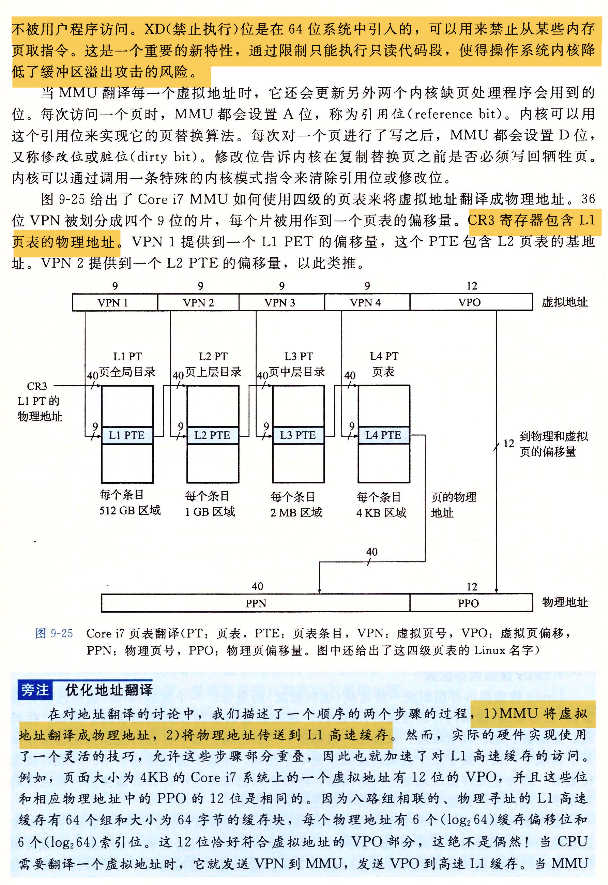 不被用户程序访问。XD(禁止执行)位是在 64 位系统中引入的，可以用来禁止从某些内存
页取指令。这是一个重要的新特性，通过限制只能执行只读代码段，使得操作系统内核降
低了缓冲区溢出攻击的风险。
当 MMU 翻译每一个虚拟地址时，它还会更新另外两个内核缺页处理程序会用到的
位。每次访问一个页时，MMU 都会设置 A 位，称为引用位(reference bit)。内核可以用
这个引用位来实现它的页替换算法。每次对一个页进行了写之后，MMU 都会设置 D 位，
又称修改位或脏位(dirty bit)。修改位告诉内核在复制替换页之前是否必须写回牺牲页。
内核可以通过调用一条特殊的内核模式指令来清除引用位或修改位。
图 9-25 给出了 Core i7 MMU 如何使用四级的页表来将虚拟地址翻译成物理地址。36
位 VPN 被划分成四个 9 位的片，每个片被用作到一个页表的偏移量。CR3 寄存器包含 L1
页表的物理地址。VPN 1 提供到一个 L1 PET 的偏移量，这个 PTE 包含 L2 页表的基地
址。VPN 2 提供到一个 L2 PTE 的偏移量，以此类推。
9 9 9 9 12
VPN 1 VPN 2 VPN 3 VPN 4 VPO 虚拟地址
L1 PT L2 PT L3 PT L4 PT
40 页全局目录 40 页上层目录 40 页中层目录 40 页表
CR3
L1 PT 的
物理地址
9 L1 PTE 9 L2 PTE 9 L3 PTE 9 L4 PTE
12 到物理和虚拟
页的偏移量
每个条目 每个条目 每个条目 每个条目 页的物理
512 GB 区域 1 GB 区域 2 MB 区域 4 KB 区域 地址
40
40 12
PPN PPO 物理地址
图 9-25 Core i7 页表翻译(PT：页表，PTE：页表条目，VPN：虚拟页号，VPO：虚拟页偏移，
PPN：物理页号，PPO：物理页偏移量。图中还给出了这四级页表的 Linux 名字)
旁注 优化地址翻译
在对地址翻译的讨论中，我们描述了一个顺序的两个步骤的过程，1)MMU 将虚拟
地址翻译成物理地址，2)将物理地址传送到 L1 高速缓存。然而，实际的硬件实现使用
了一个灵活的技巧，允许这些步骤部分重叠，因此也就加速了对 L1 高速缓存的访问。
例如，页面大小为 4KB 的 Core i7 系统上的一个虚拟地址有 12 位的 VPO，并且这些位
和相应物理地址中的 PPO 的 12 位是相同的。因为八路组相联的、物理寻址的 L1 高速
缓存有 64 个组和大小为 64 字节的缓存块，每个物理地址有 6 个(log₂64)缓存偏移位和
6 个(log₂64)索引位。这 12 位恰好符合虚拟地址的 VPO 部分，这绝不是偶然！当 CPU
需要翻译一个虚拟地址时，它就发送 VPN 到 MMU，发送 VPO 到高速 L1 缓存。当 MMU